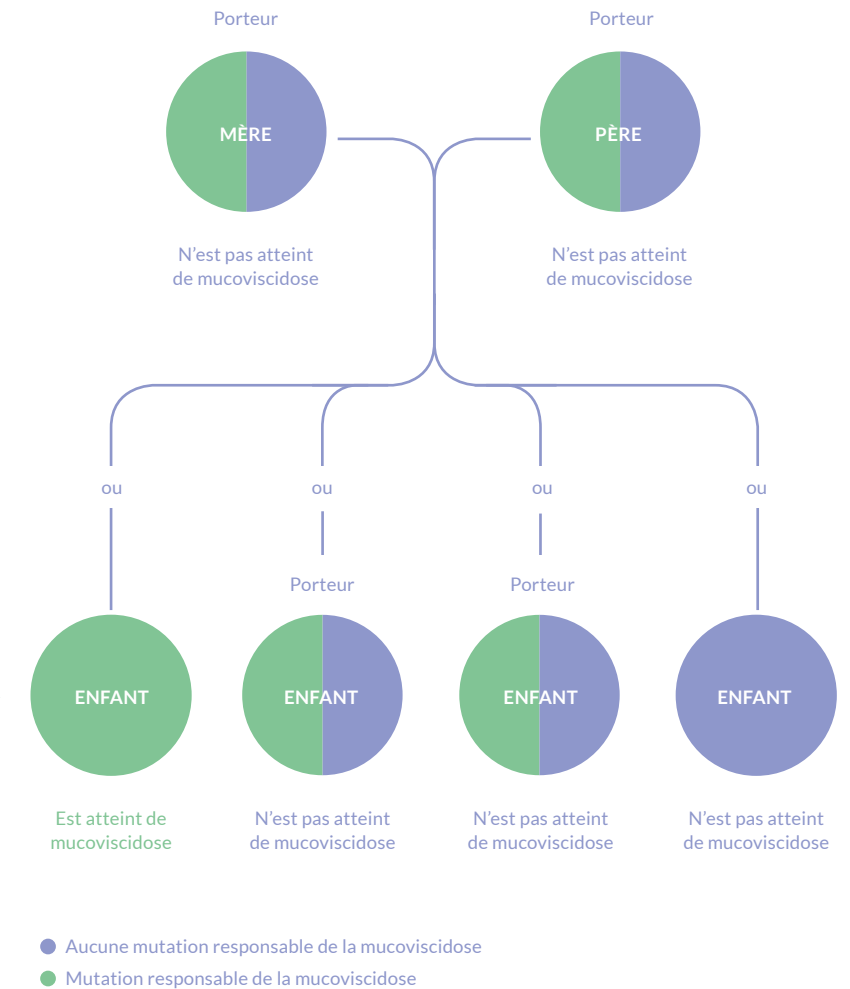 Porteur
Porteur
MÈRE
PÈRE
N’est pas atteint
de mucoviscidose
N’est pas atteint
de mucoviscidose
ou
ou
ou
ou
Porteur
Porteur
ENFANT
ENFANT
ENFANT
ENFANT
Est atteint de
mucoviscidose
N’est pas atteint
de mucoviscidose
N’est pas atteint
de mucoviscidose
N’est pas atteint
de mucoviscidose
Aucune mutation responsable de la mucoviscidose
Mutation responsable de la mucoviscidose